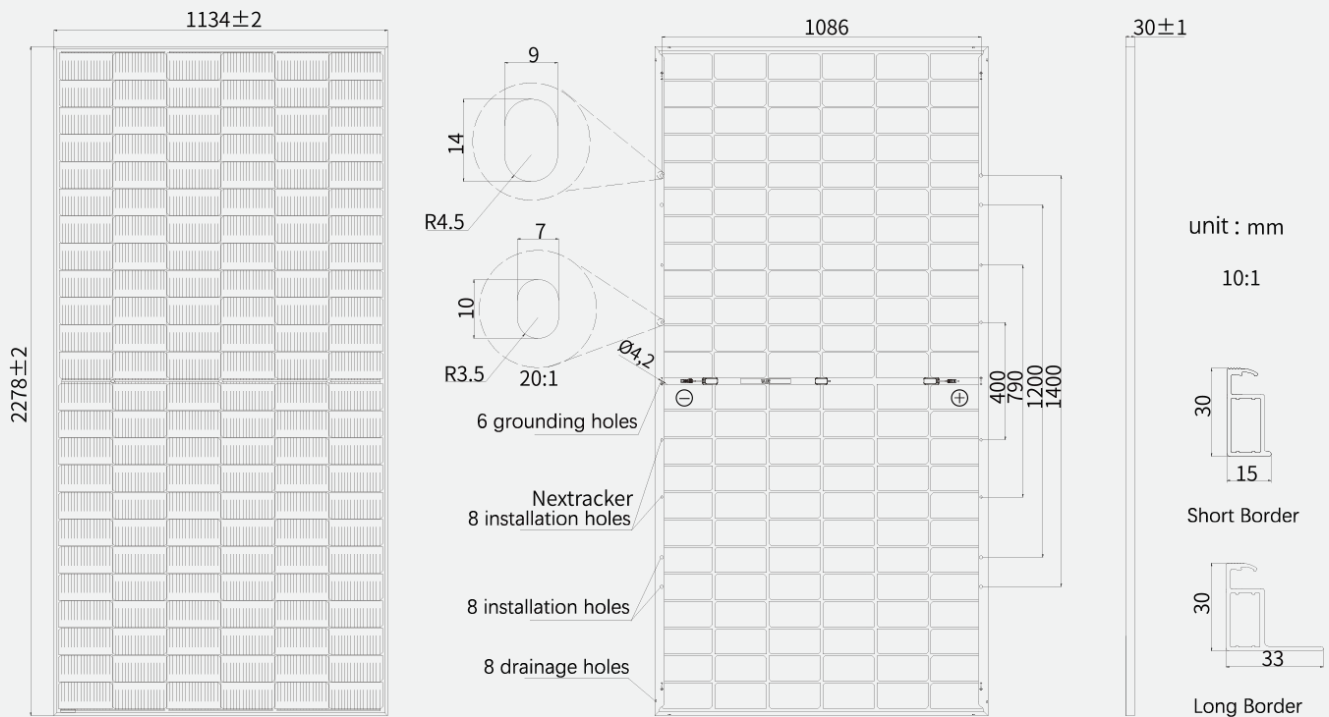 1134±2
1086
30±1
9
14
R4.5
unit : mm
7
10:1
10
Ø4,2
R3.5
20:1
2278±2
400
790
1200
1400
6 grounding holes
30
15
Nextracker
8 installation holes
Short Border
8 installation holes
30
33
8 drainage holes
Long Border